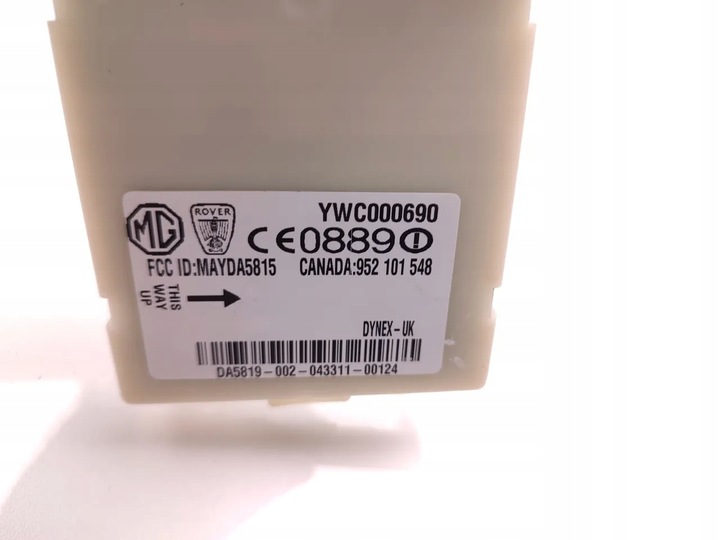 MG ROVER YWC000690
CE0889!
FCC ID:MAYDA5815 CANADA:952 101 548
THIS
WAY
UP
DYNEX-UK
DA5819-002-043311-00124